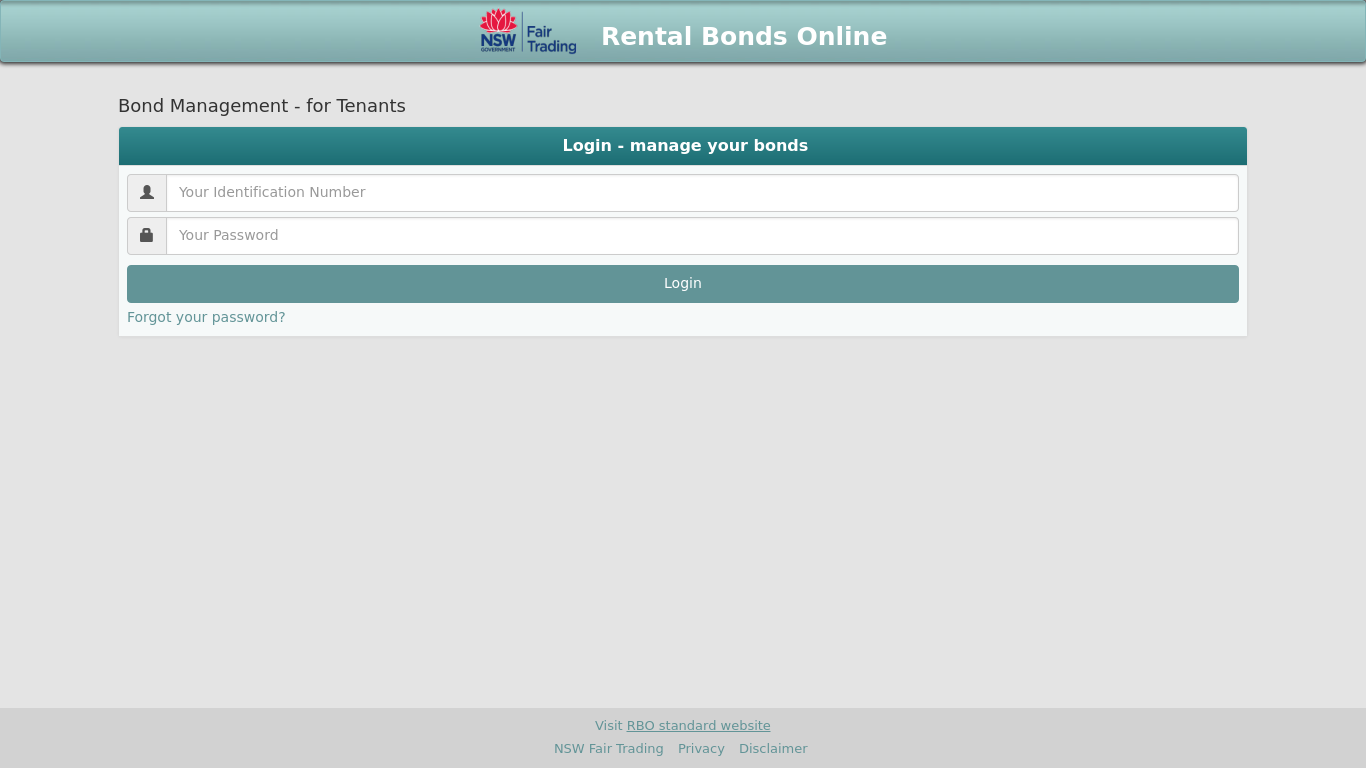 NSW
GOVERNMENT
Fair
Trading
Rental Bonds Online
Bond Management - for Tenants
Login - manage your bonds
Your Identification Number
Your Password
Login
Forgot your password?
Visit RBO standard website
NSW Fair Trading Privacy Disclaimer